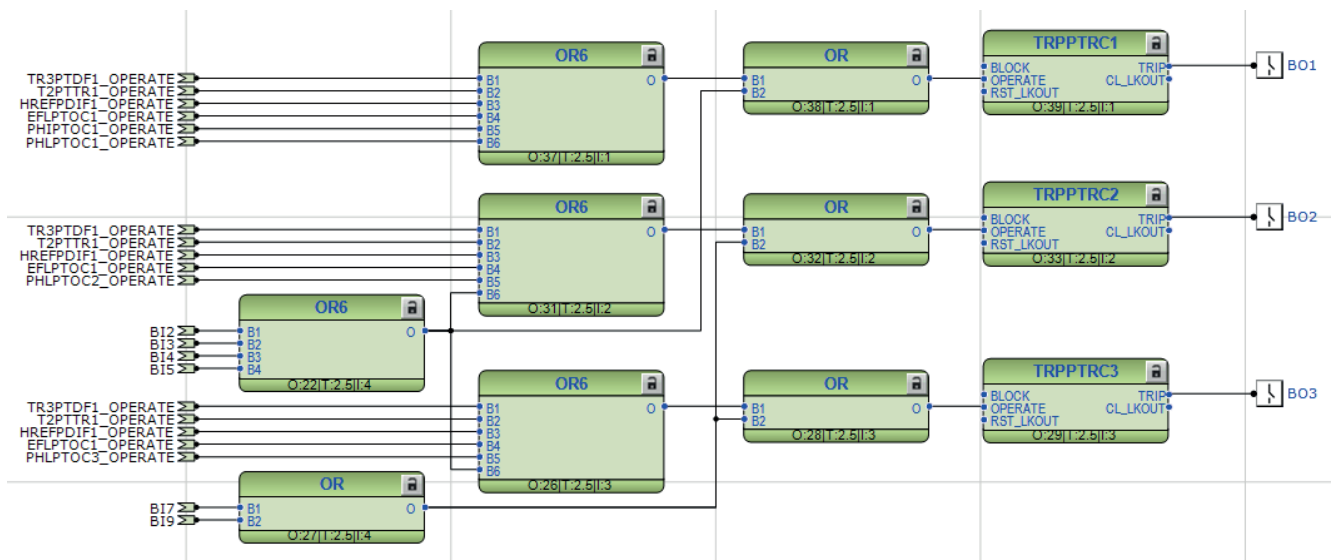 OR6
OR
TRPPTRC1
TR3PTDF1_OPERATE
T2PTTR1_OPERATE
HREFPDIF1_OPERATE
EFLPTOC1_OPERATE
PHIPTOC1_OPERATE
PHLPTOC1_OPERATE
B1
B2
B3
B4
B5
B6
O
O:37|T:2.5|I:1
B1
B2
O
O:38|T:2.5|I:1
BLOCK
OPERATE
RST_LKOUT
TRIP
CL_LKOUT
O:39|T:2.5|I:1
BO1
OR6
OR
TRPPTRC2
TR3PTDF1_OPERATE
T2PTTR1_OPERATE
HREFPDIF1_OPERATE
EFLPTOC1_OPERATE
PHLPTOC2_OPERATE
B1
B2
B3
B4
B5
B6
O
O:31|T:2.5|I:2
B1
B2
O
O:32|T:2.5|I:2
BLOCK
OPERATE
RST_LKOUT
TRIP
CL_LKOUT
O:33|T:2.5|I:2
BO2
OR6
BI2
BI3
BI4
BI5
B1
B2
B3
B4
O
O:22|T:2.5|I:4
OR6
OR
TRPPTRC3
TR3PTDF1_OPERATE
T2PTTR1_OPERATE
HREFPDIF1_OPERATE
EFLPTOC1_OPERATE
PHLPTOC3_OPERATE
B1
B2
B3
B4
B5
B6
O
O:26|T:2.5|I:3
B1
B2
O
O:28|T:2.5|I:3
BLOCK
OPERATE
RST_LKOUT
TRIP
CL_LKOUT
O:29|T:2.5|I:3
BO3
OR
BI7
BI9
B1
B2
O
O:27|T:2.5|I:4